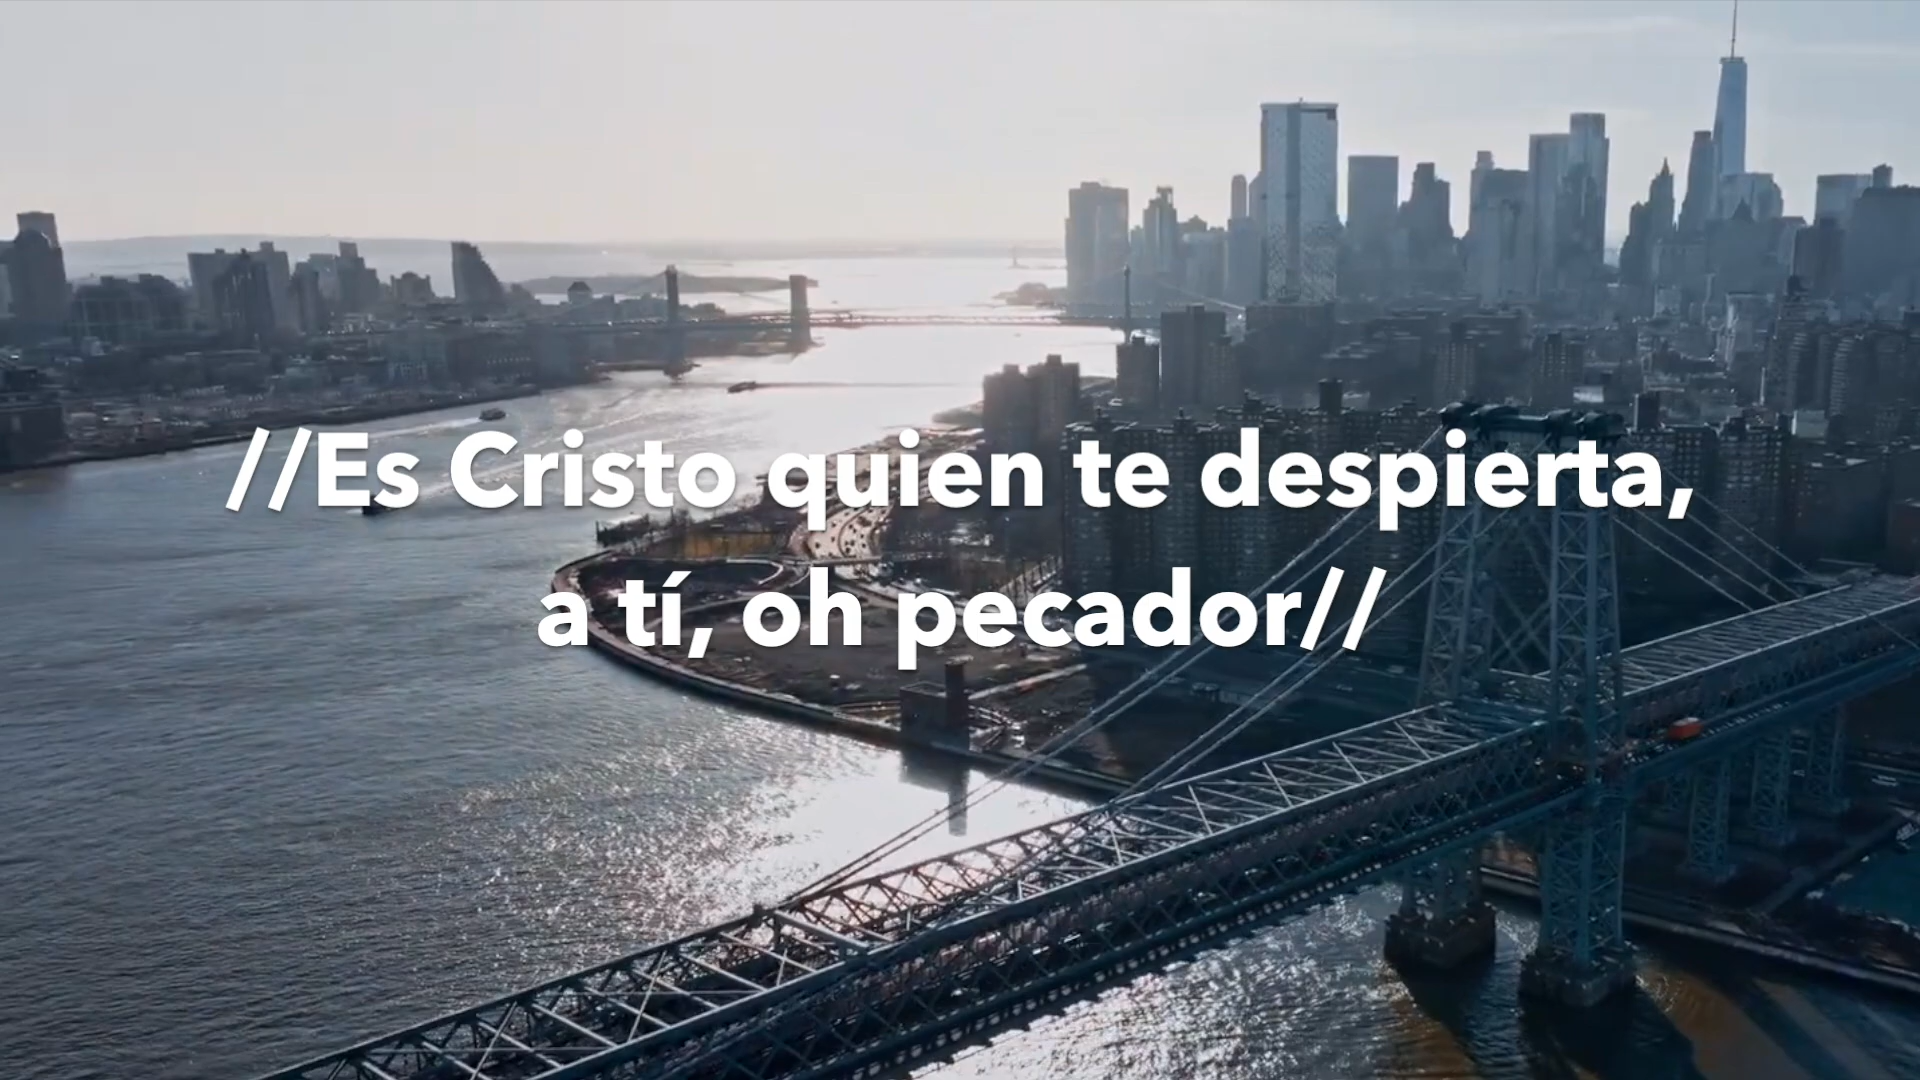 //Es Cristo quien te despierta,
a tí, oh pecador//